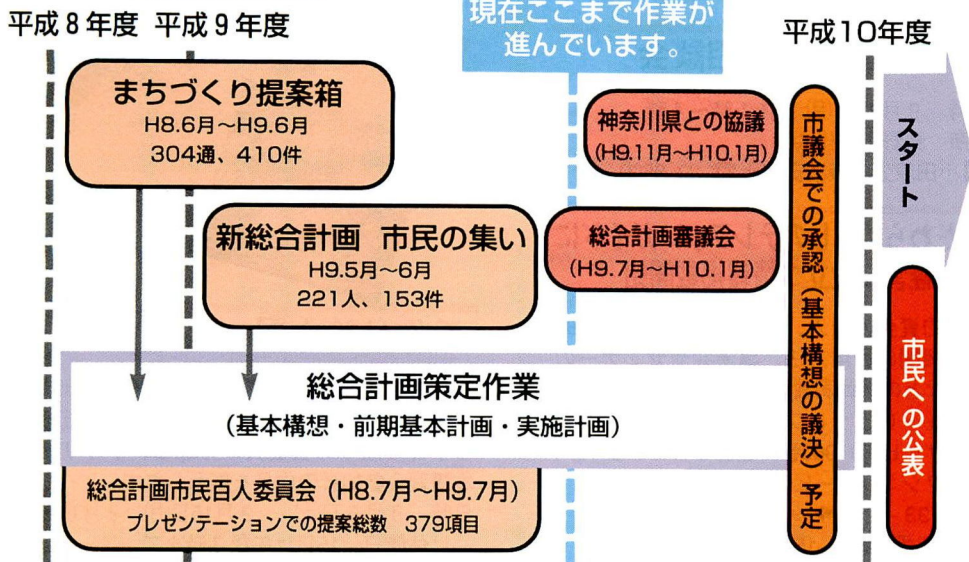 平成8年度 平成9年度
現在ここまで作業が
進んでいます。
平成10年度
まちづくり提案箱
H8.6月～H9.6月
304通、410件
神奈川県との協議
(H9.11月～H10.1月)
市議会での承認（基本構想の議決）予定
スタート
新総合計画 市民の集い
H9.5月～6月
221人、153件
総合計画審議会
(H9.7月～H10.1月)
総合計画策定作業
(基本構想・前期基本計画・実施計画)
市民への公表
総合計画市民百人委員会（H8.7月～H9.7月）
プレゼンテーションでの提案総数 379項目